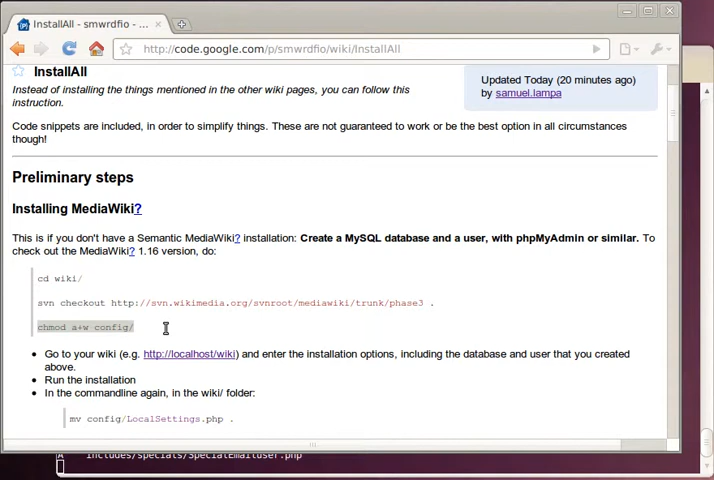 InstallAll - smwrdfio - ...
http://code.google.com/p/smwrdfio/wiki/InstallAll
InstallAll
Updated Today (20 minutes ago)
by samuel.lampa
Instead of installing the things mentioned in the other wiki pages, you can follow this
instruction.
Code snippets are included, in order to simplify things. These are not guaranteed to work or be the best option in all circumstances
though!
Preliminary steps
Installing MediaWiki?
This is if you don't have a Semantic MediaWiki? installation: Create a MySQL database and a user, with phpMyAdmin or similar. To
check out the MediaWiki? 1.16 version, do:
cd wiki/
svn checkout http://svn.wikimedia.org/svnroot/mediawiki/trunk/phase3 .
chmod a+w config/
• Go to your wiki (e.g. http://localhost/wiki) and enter the installation options, including the database and user that you created
above.
• Run the installation
• In the commandline again, in the wiki/ folder:
mv config/LocalSettings.php .
A includes/specials/SpecialEmailuser.php